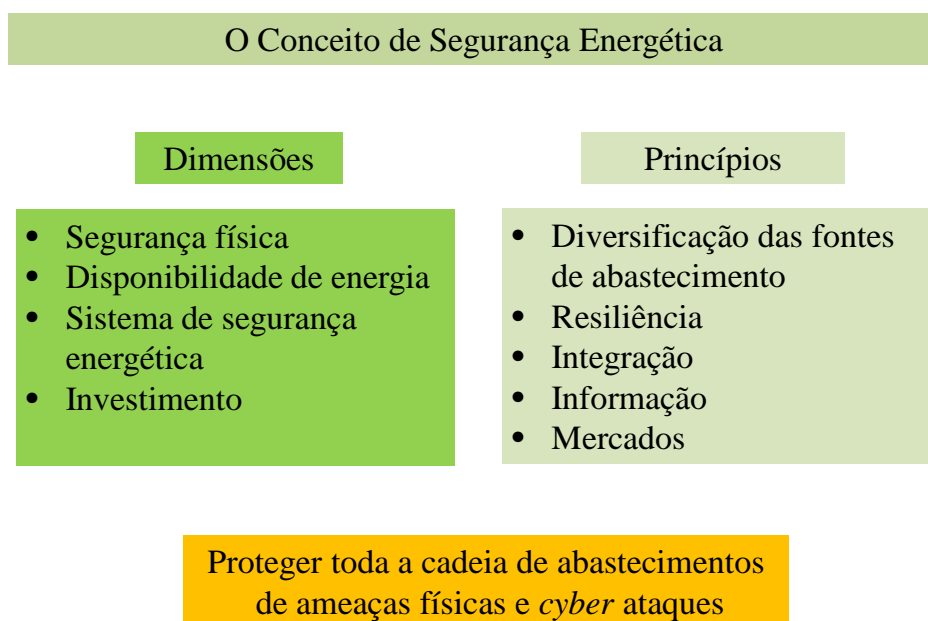 O Conceito de Segurança Energética
Dimensões
• Segurança física
• Disponibilidade de energia
• Sistema de segurança
energética
• Investimento
Princípios
• Diversificação das fontes
de abastecimento
• Resiliência
• Integração
• Informação
• Mercados
Proteger toda a cadeia de abastecimentos
de ameaças físicas e cyber ataques